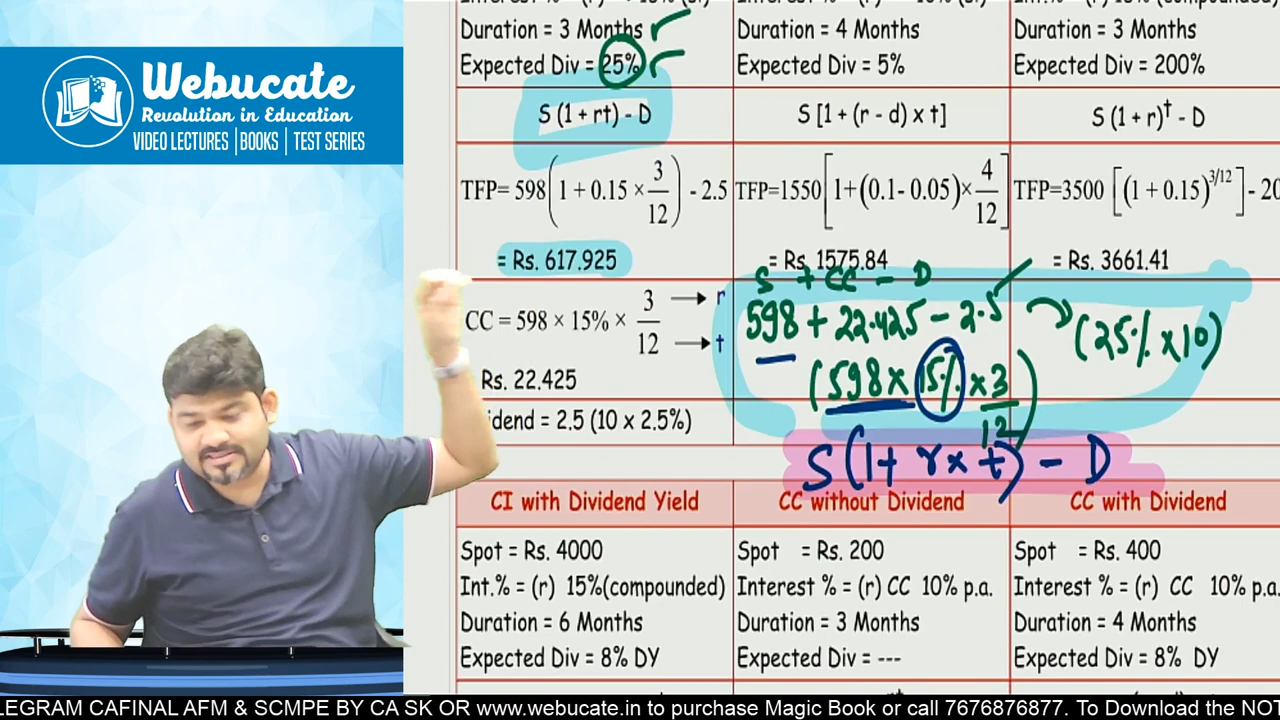 Webucate
Revolution in Education
VIDEO LECTURES | BOOKS | TEST SERIES
Duration = 3 Months
Expected Div = 25%
S (1 + rt) - D
TFP= 598(1 + 0.15 × 3/12) - 2.5
= Rs. 617.925
CC = 598 × 15% × 3/12 → r → t
Rs. 22.425
idend = 2.5 (10 x 2.5%)
Duration = 4 Months
Expected Div = 5%
S [1 + (r - d) x t]
TFP=1550[1+(0.1- 0.05)×4/12]
= Rs. 1575.84
Duration = 3 Months
Expected Div = 200%
S (1 + r)^t - D
TFP=3500 [(1 + 0.15)^3/12] - 20
= Rs. 3661.41
S + CC - D
598 + 22.425 - 2.5
(25% x 10)
(598 x 15% x 3/12)
S (1 + r x t) - D
CI with Dividend Yield
Spot = Rs. 4000
Int.% = (r) 15%(compounded)
Duration = 6 Months
Expected Div = 8% DY
CC without Dividend
Spot = Rs. 200
Interest % = (r) CC 10% p.a.
Duration = 3 Months
Expected Div = ---
CC with Dividend
Spot = Rs. 400
Interest % = (r) CC 10% p.a.
Duration = 4 Months
Expected Div = 8% DY
LEGRAM CAFINAL AFM & SCMPE BY CA SK OR www.webucate.in to purchase Magic Book or call 7676876877. To Download the NOT